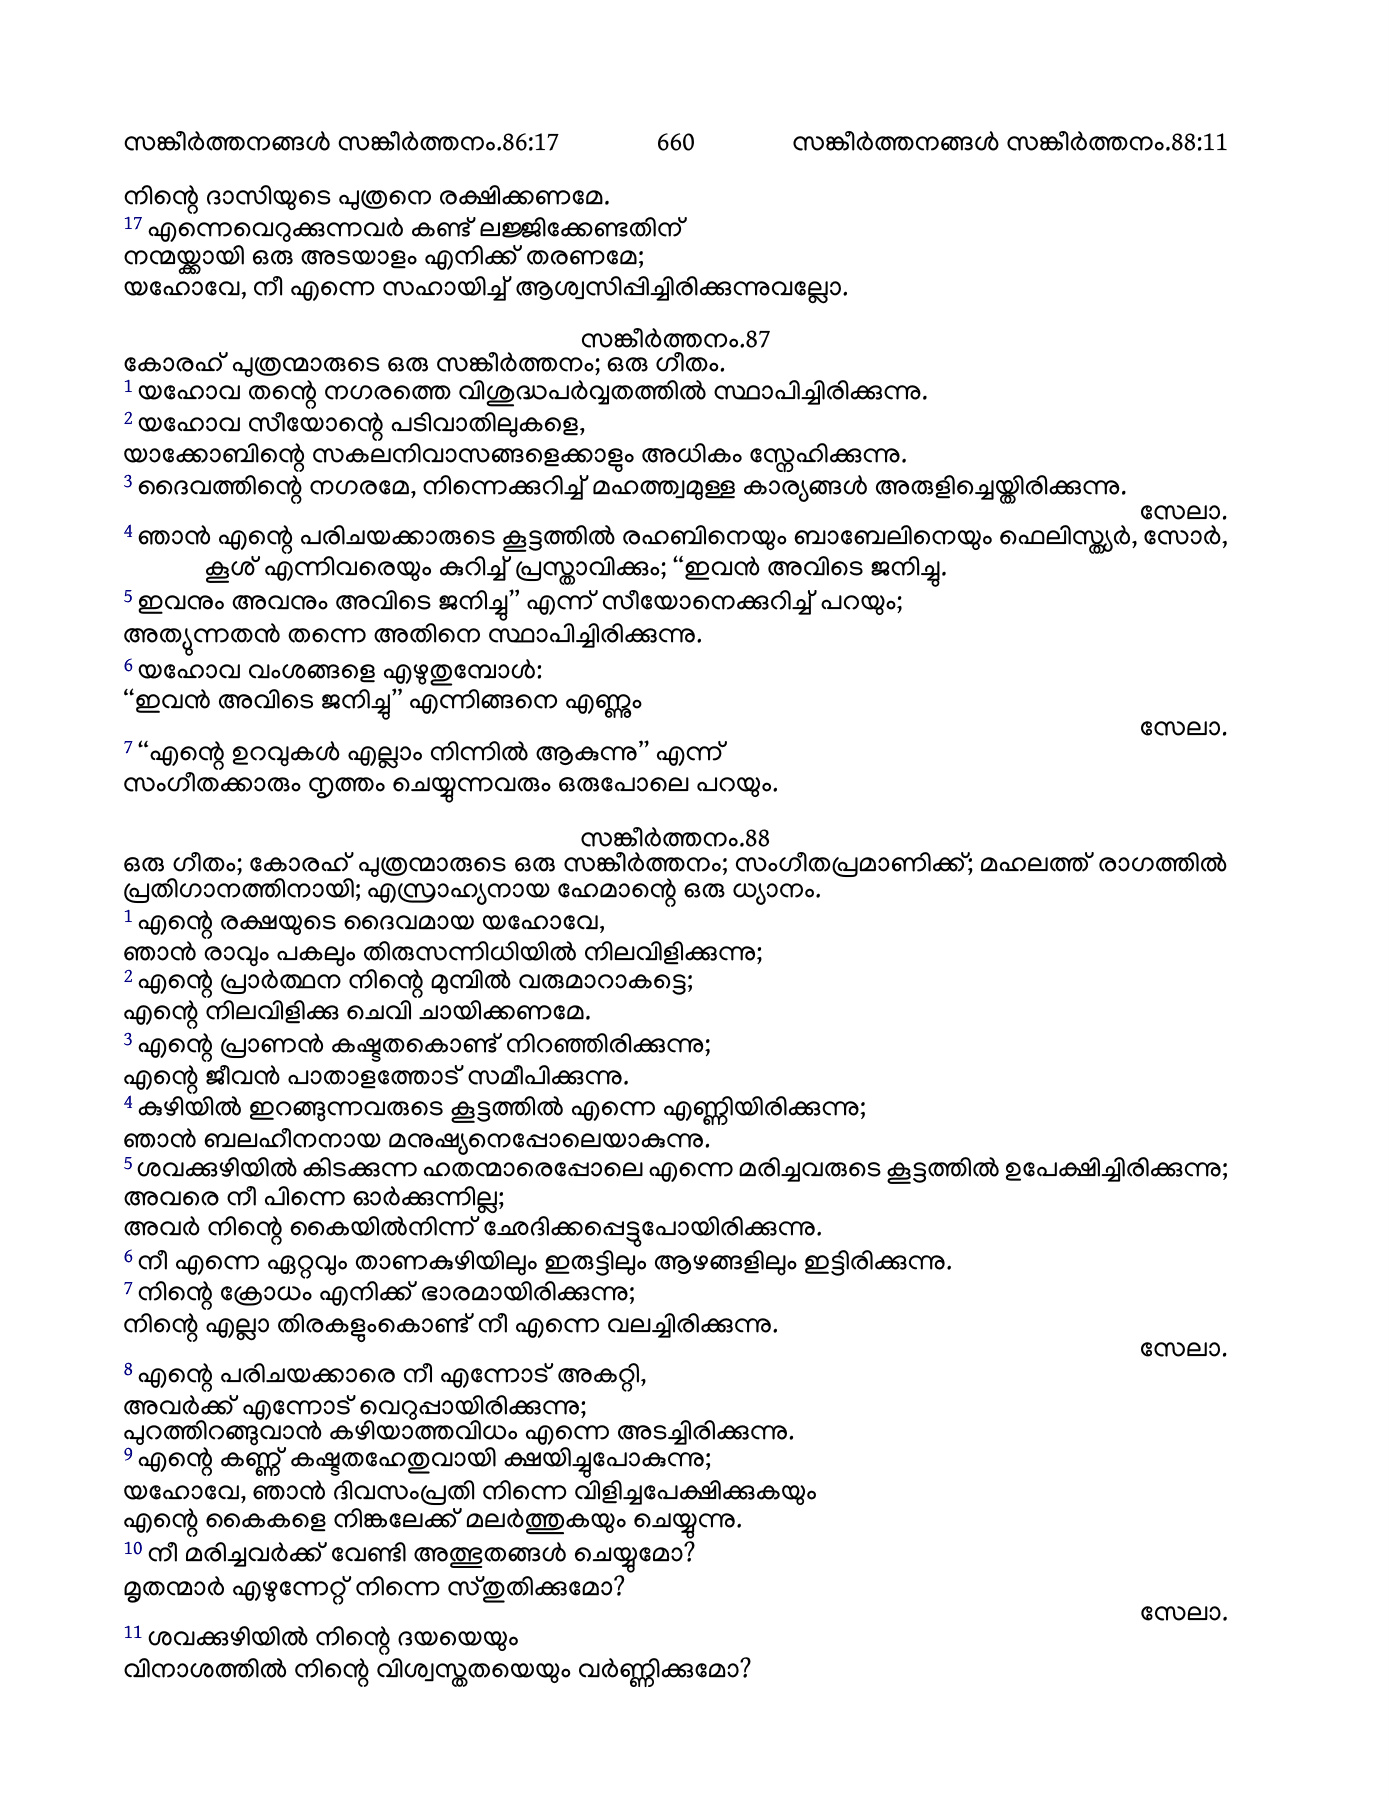 സങ്കീർത്തനങ്ങൾ സങ്കീർത്തനം.86:17 660 സങ്കീർത്തനങ്ങൾ സങ്കീർത്തനം.88:11
നിന്റെ ദാസിയുടെ പുത്രനെ രക്ഷിക്കണമേ.
17 എന്നെവെറുക്കുന്നവർ കണ്ട് ലജ്ജിക്കേണ്ടതിന്
നന്മയ്ക്കായി ഒരു അടയാളം എനിക്ക് തരണമേ;
യഹോവേ, നീ എന്നെ സഹായിച്ച് ആശ്വസിപ്പിച്ചിരിക്കുന്നുവല്ലോ.
സങ്കീർത്തനം.87
കോരഹ് പുത്രന്മാരുടെ ഒരു സങ്കീർത്തനം; ഒരു ഗീതം.
1 യഹോവ തന്റെ നഗരത്തെ വിശുദ്ധപർവ്വതത്തിൽ സ്ഥാപിച്ചിരിക്കുന്നു.
2 യഹോവ സീയോന്റെ പടിവാതിലുകളെ,
യാക്കോബിന്റെ സകലനിവാസങ്ങളെക്കാളും അധികം സ്നേഹിക്കുന്നു.
3 ദൈവത്തിന്റെ നഗരമേ, നിന്നെക്കുറിച്ച് മഹത്ത്വമുള്ള കാര്യങ്ങൾ അരുളിച്ചെയ്തിരിക്കുന്നു.
സേലാ.
4 ഞാൻ എന്റെ പരിചയക്കാരുടെ കൂട്ടത്തിൽ രഹബിനെയും ബാബേലിനെയും ഫെലിസ്ത്യർ, സോർ,
കൂശ് എന്നിവരെയും കുറിച്ച് പ്രസ്താവിക്കും; “ഇവൻ അവിടെ ജനിച്ചു.
5 ഇവനും അവനും അവിടെ ജനിച്ചു” എന്ന് സീയോനെക്കുറിച്ച് പറയും;
അത്യുന്നതൻ തന്നെ അതിനെ സ്ഥാപിച്ചിരിക്കുന്നു.
6 യഹോവ വംശങ്ങളെ എഴുതുമ്പോൾ:
“ഇവൻ അവിടെ ജനിച്ചു” എന്നിങ്ങനെ എണ്ണും
സേലാ.
7 “എന്റെ ഉറവുകൾ എല്ലാം നിന്നിൽ ആകുന്നു” എന്ന്
സംഗീതക്കാരും നൃത്തം ചെയ്യുന്നവരും ഒരുപോലെ പറയും.
സങ്കീർത്തനം.88
ഒരു ഗീതം; കോരഹ് പുത്രന്മാരുടെ ഒരു സങ്കീർത്തനം; സംഗീതപ്രമാണിക്ക്; മഹലത്ത് രാഗത്തിൽ
പ്രതിഗാനത്തിനായി; എസ്രാഹ്യനായ ഹേമാന്റെ ഒരു ധ്യാനം.
1 എന്റെ രക്ഷയുടെ ദൈവമായ യഹോവേ,
ഞാൻ രാവും പകലും തിരുസന്നിധിയിൽ നിലവിളിക്കുന്നു;
2 എന്റെ പ്രാർത്ഥന നിന്റെ മുമ്പിൽ വരുമാറാകട്ടെ;
എന്റെ നിലവിളിക്കു ചെവി ചായിക്കണമേ.
3 എന്റെ പ്രാണൻ കഷ്ടതകൊണ്ട് നിറഞ്ഞിരിക്കുന്നു;
എന്റെ ജീവൻ പാതാളത്തോട് സമീപിക്കുന്നു.
4 കുഴിയിൽ ഇറങ്ങുന്നവരുടെ കൂട്ടത്തിൽ എന്നെ എണ്ണിയിരിക്കുന്നു;
ഞാൻ ബലഹീനനായ മനുഷ്യനെപ്പോലെയാകുന്നു.
5 ശവക്കുഴിയിൽ കിടക്കുന്ന ഹതന്മാരെപ്പോലെ എന്നെ മരിച്ചവരുടെ കൂട്ടത്തിൽ ഉപേക്ഷിച്ചിരിക്കുന്നു;
അവരെ നീ പിന്നെ ഓർക്കുന്നില്ല;
അവർ നിന്റെ കൈയിൽനിന്ന് ഛേദിക്കപ്പെട്ടുപോയിരിക്കുന്നു.
6 നീ എന്നെ ഏറ്റവും താണകുഴിയിലും ഇരുട്ടിലും ആഴങ്ങളിലും ഇട്ടിരിക്കുന്നു.
7 നിന്റെ ക്രോധം എനിക്ക് ഭാരമായിരിക്കുന്നു;
നിന്റെ എല്ലാ തിരകളുംകൊണ്ട് നീ എന്നെ വലച്ചിരിക്കുന്നു.
സേലാ.
8 എന്റെ പരിചയക്കാരെ നീ എന്നോട് അകറ്റി,
അവർക്ക് എന്നോട് വെറുപ്പായിരിക്കുന്നു;
പുറത്തിറങ്ങുവാൻ കഴിയാത്തവിധം എന്നെ അടച്ചിരിക്കുന്നു.
9 എന്റെ കണ്ണ് കഷ്ടതഹേതുവായി ക്ഷയിച്ചുപോകുന്നു;
യഹോവേ, ഞാൻ ദിവസംപ്രതി നിന്നെ വിളിച്ചപേക്ഷിക്കുകയും
എന്റെ കൈകളെ നിങ്കലേക്ക് മലർത്തുകയും ചെയ്യുന്നു.
10 നീ മരിച്ചവർക്ക് വേണ്ടി അത്ഭുതങ്ങൾ ചെയ്യുമോ?
മൃതന്മാർ എഴുന്നേറ്റ് നിന്നെ സ്തുതിക്കുമോ?
സേലാ.
11 ശവക്കുഴിയിൽ നിന്റെ ദയയെയും
വിനാശത്തിൽ നിന്റെ വിശ്വസ്തതയെയും വർണ്ണിക്കുമോ?